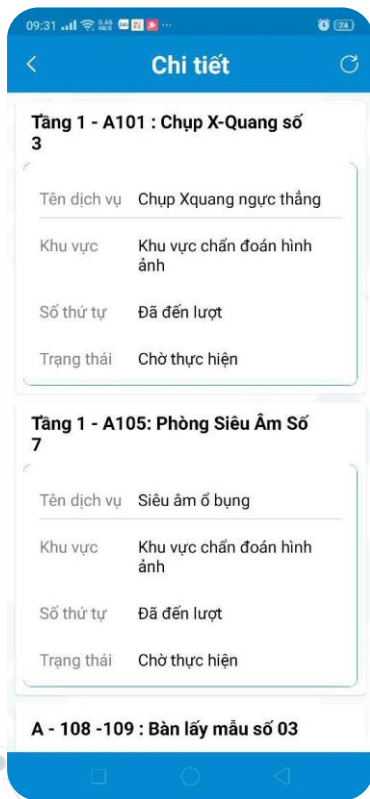 09:31
0.46 KB/S
74
Chi tiết
Tầng 1 - A101 : Chụp X-Quang số
3
Tên dịch vụ Chụp Xquang ngực thẳng
Khu vực Khu vực chẩn đoán hình
ảnh
Số thứ tự Đã đến lượt
Trạng thái Chờ thực hiện
Tầng 1 - A105: Phòng Siêu Âm Số
7
Tên dịch vụ Siêu âm ổ bụng
Khu vực Khu vực chẩn đoán hình
ảnh
Số thứ tự Đã đến lượt
Trạng thái Chờ thực hiện
A - 108 -109 : Bàn lấy mẫu số 03